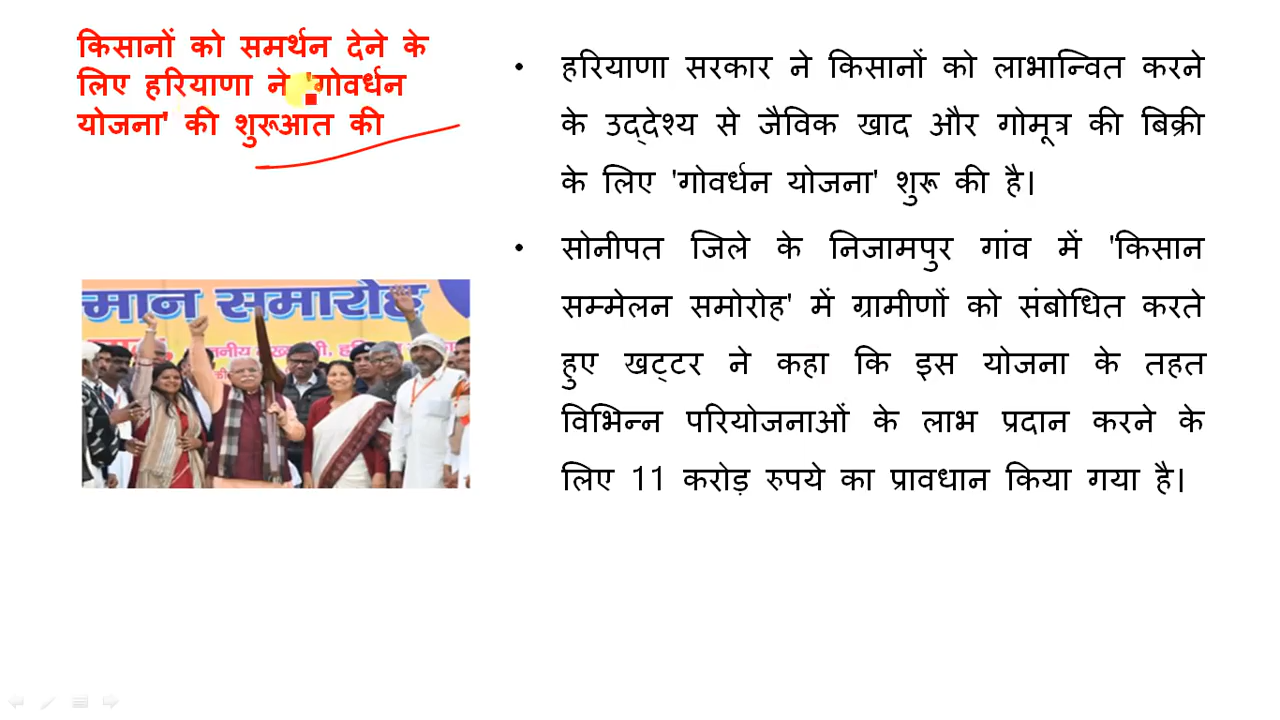 किसानों को समर्थन देने के
लिए हरियाणा ने 'गोवर्धन
योजना' की शुरूआत की
• हरियाणा सरकार ने किसानों को लाभान्वित करने
के उद्देश्य से जैविक खाद और गोमूत्र की बिक्री
के लिए 'गोवर्धन योजना' शुरू की है।
• सोनीपत जिले के निजामपुर गांव में 'किसान
सम्मेलन समोरोह' में ग्रामीणों को संबोधित करते
हुए खट्टर ने कहा कि इस योजना के तहत
विभिन्न परियोजनाओं के लाभ प्रदान करने के
लिए 11 करोड़ रुपये का प्रावधान किया गया है।
मान समारोह